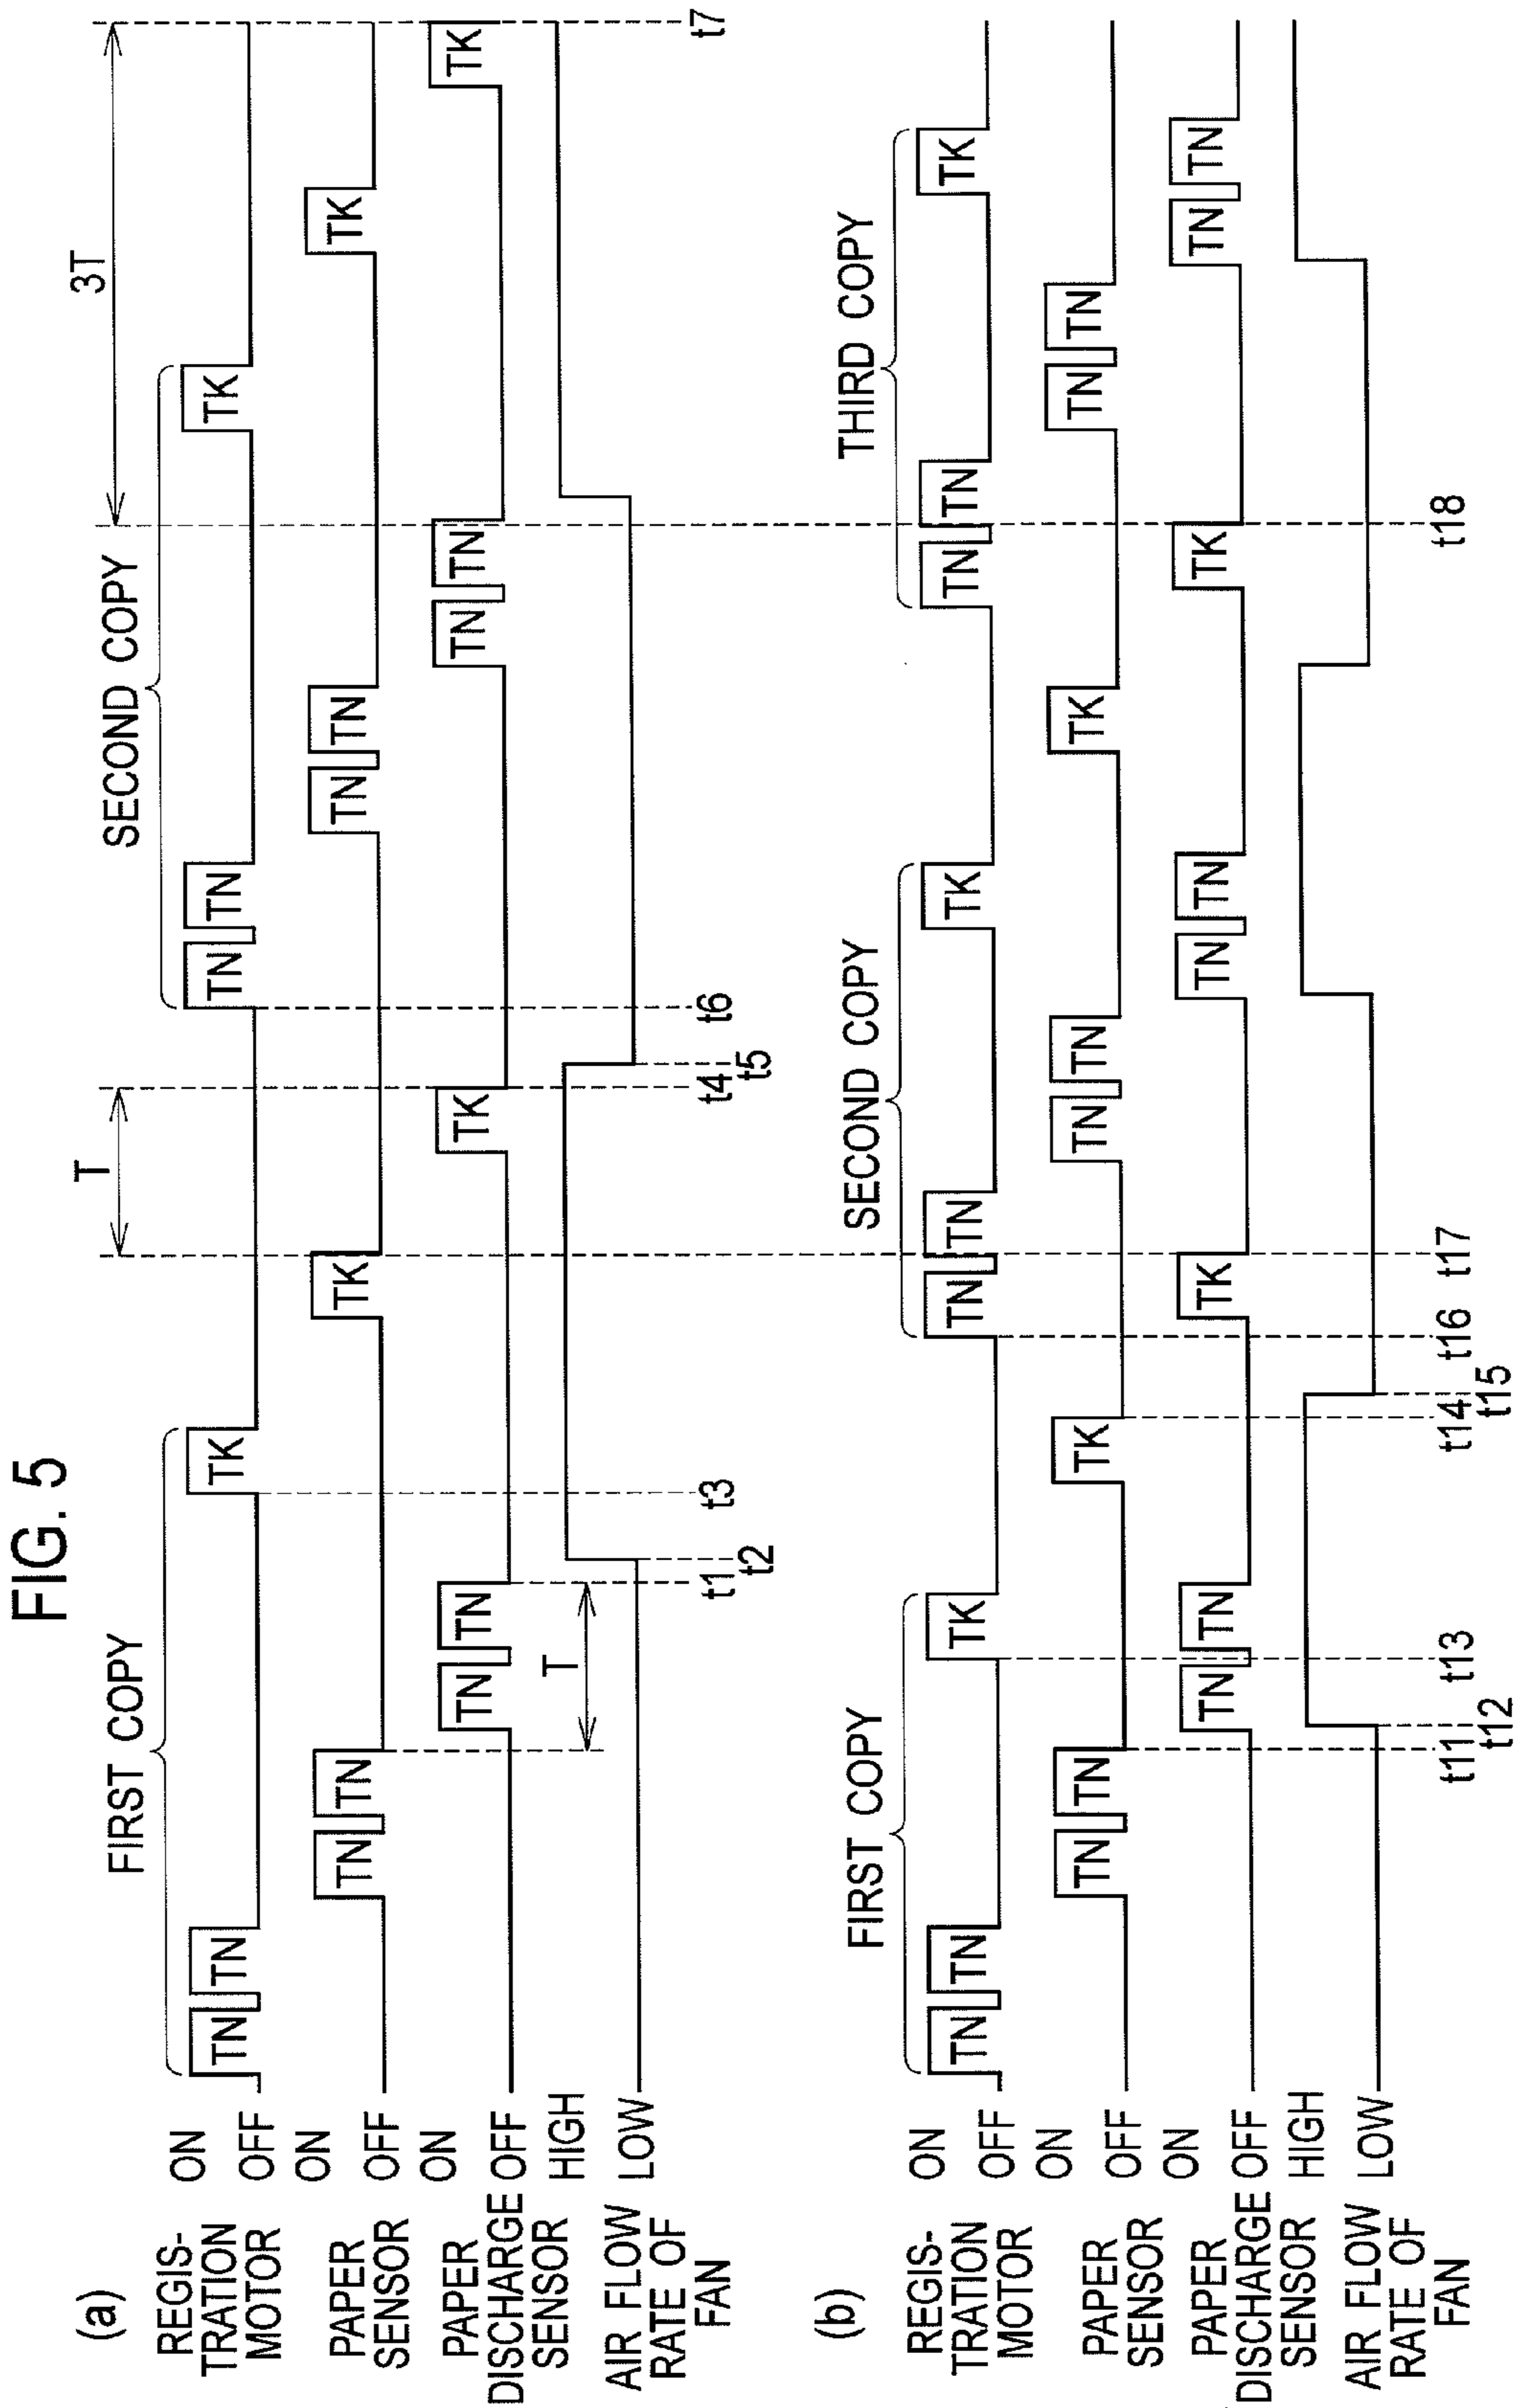 FIG. 5
(a)
FIRST COPY
SECOND COPY
3T
T
REGIS-
TRATION
MOTOR
ON
OFF
TN TN TK TN TN TK
PAPER
SENSOR
ON
OFF
TN TN TK TN TN TK
PAPER
DISCHARGE
SENSOR
ON
OFF
TN TN TK TN TN TK
T
AIR FLOW
RATE OF
FAN
HIGH
LOW
t1 t2 t3 t4 t5 t6 t7
(b)
FIRST COPY
SECOND COPY
THIRD COPY
REGIS-
TRATION
MOTOR
ON
OFF
TN TN TK TN TN TK TN TN TK
PAPER
SENSOR
ON
OFF
TN TN TK TN TN TK TN TN
PAPER
DISCHARGE
SENSOR
ON
OFF
TN TN TK TN TN TK TN TN
AIR FLOW
RATE OF
FAN
HIGH
LOW
t11 t12 t13 t14 t15 t16 t17 t18